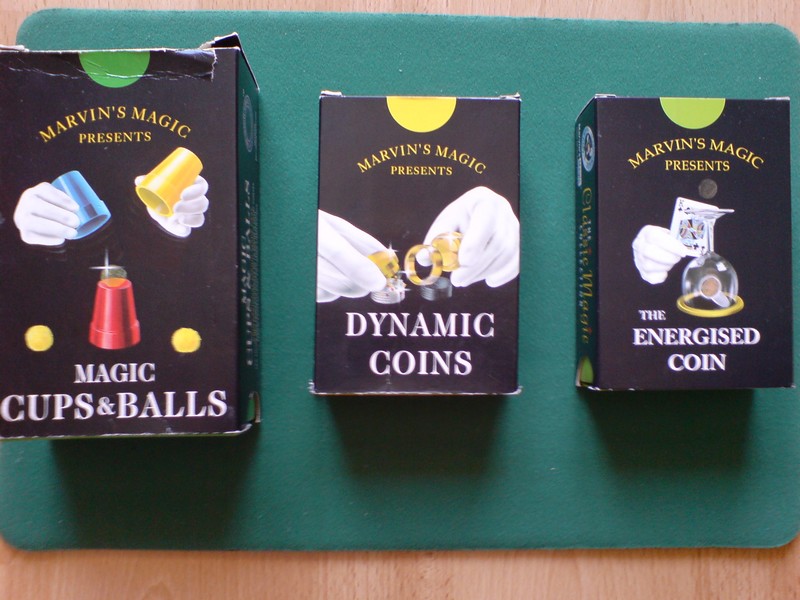 MARVIN'S MAGIC
PRESENTS
MAGIC
CUPS & BALLS
MARVIN'S MAGIC
PRESENTS
DYNAMIC
COINS
MARVIN'S MAGIC
PRESENTS
THE
ENERGISED
COIN